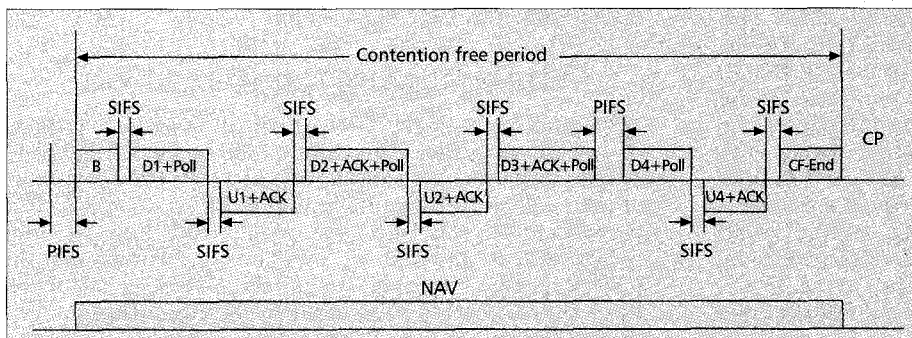 Contention free period
SIFS SIFS SIFS PIFS SIFS
CP
B D1+Poll D2+ACK+Poll D3+ACK+Poll D4+Poll CF-End
U1+ACK U2+ACK U4+ACK
PIFS SIFS SIFS SIFS
NAV